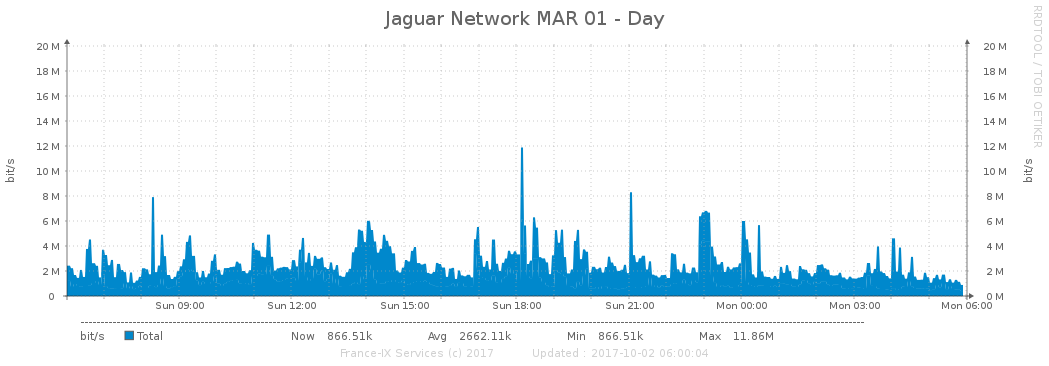 Jaguar Network MAR 01 - Day
RRDTOOL / TOBI OETIKER
20 M 20 M
18 M 18 M
16 M 16 M
14 M 14 M
12 M 12 M
10 M 10 M
8 M 8 M
6 M 6 M
4 M 4 M
2 M 2 M
0 0 M
bit/s bit/s
Sun 09:00 Sun 12:00 Sun 15:00 Sun 18:00 Sun 21:00 Mon 00:00 Mon 03:00 Mon 06:00
bit/s Total Now 866.51k Avg 2662.11k Min 866.51k Max 11.86M
France-IX Services (c) 2017 Updated : 2017-10-02 06:00:04